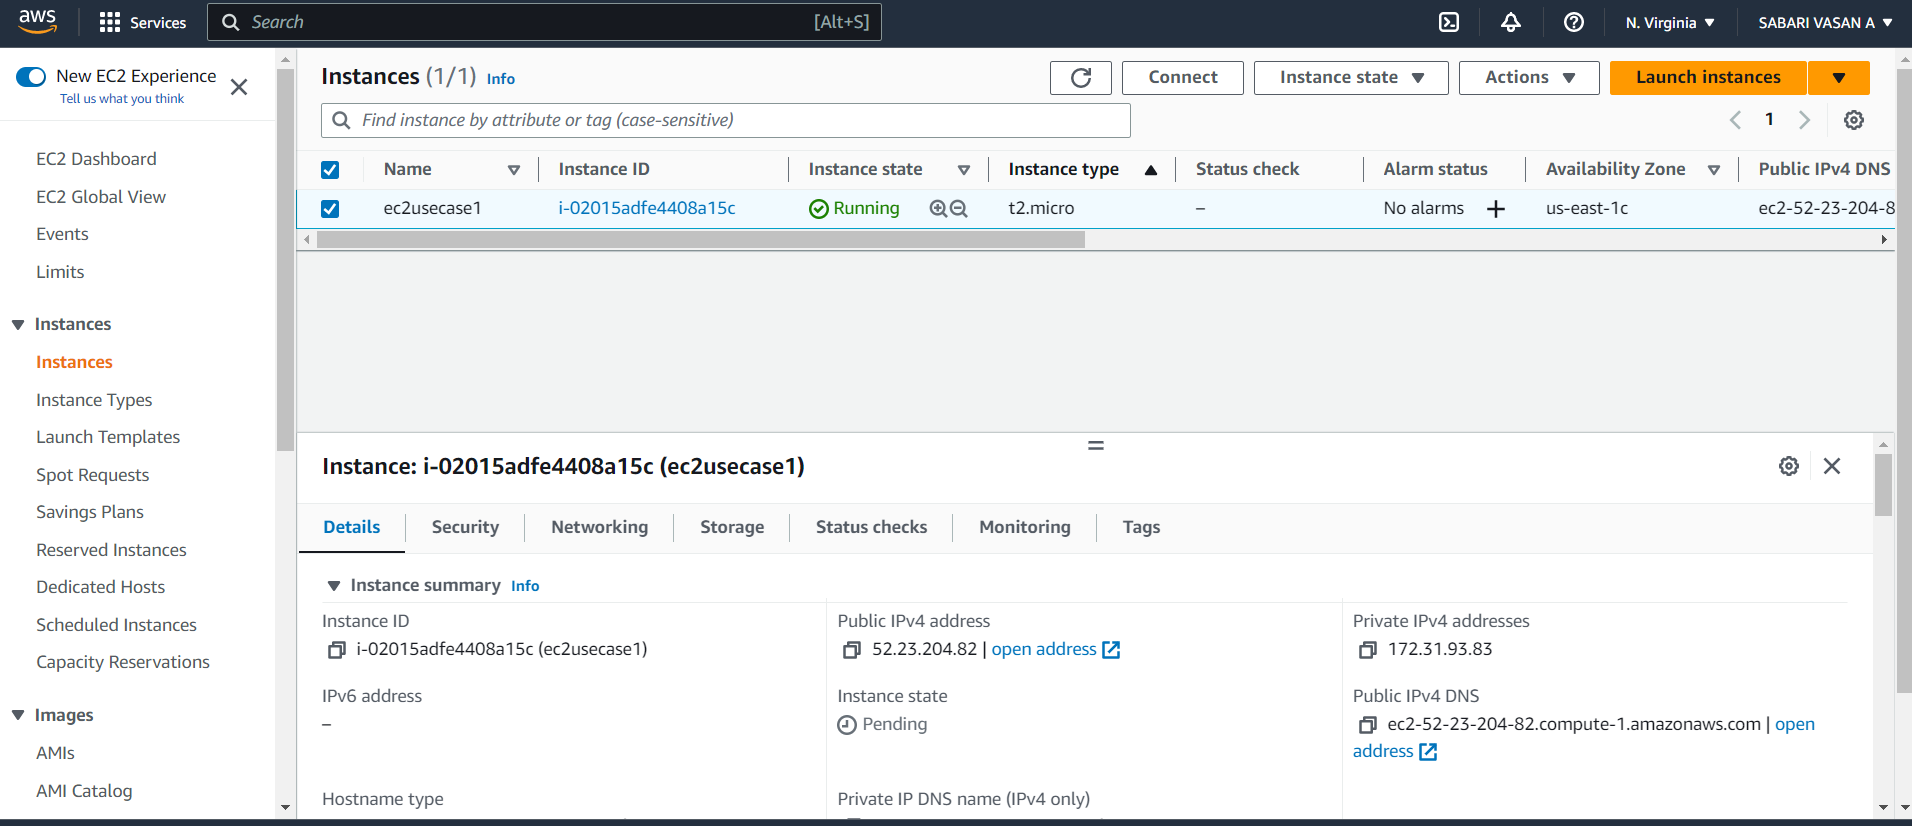 aws Services Search [Alt+S] N. Virginia SABARI VASAN A
New EC2 Experience
Tell us what you think
EC2 Dashboard
EC2 Global View
Events
Limits
Instances
Instances
Instance Types
Launch Templates
Spot Requests
Savings Plans
Reserved Instances
Dedicated Hosts
Scheduled Instances
Capacity Reservations
Images
AMIs
AMI Catalog
Instances (1/1) Info Connect Instance state Actions Launch instances
Find instance by attribute or tag (case-sensitive) 1
Name Instance ID Instance state Instance type Status check Alarm status Availability Zone Public IPv4 DNS
ec2usecase1 i-02015adfe4408a15c Running t2.micro – No alarms us-east-1c ec2-52-23-204-8
Instance: i-02015adfe4408a15c (ec2usecase1)
Details Security Networking Storage Status checks Monitoring Tags
Instance summary Info
Instance ID
i-02015adfe4408a15c (ec2usecase1)
Public IPv4 address
52.23.204.82 | open address
Private IPv4 addresses
172.31.93.83
IPv6 address
–
Instance state
Pending
Public IPv4 DNS
ec2-52-23-204-82.compute-1.amazonaws.com | open
address
Hostname type
Private IP DNS name (IPv4 only)